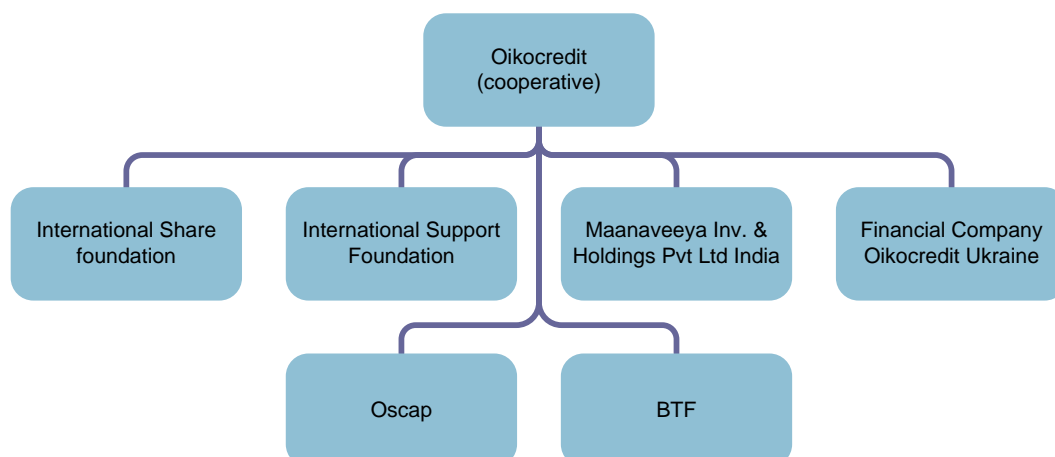 Oikocredit
(cooperative)
International Share
foundation
International Support
Foundation
Maanaveeya Inv. &
Holdings Pvt Ltd India
Financial Company
Oikocredit Ukraine
Oscap
BTF